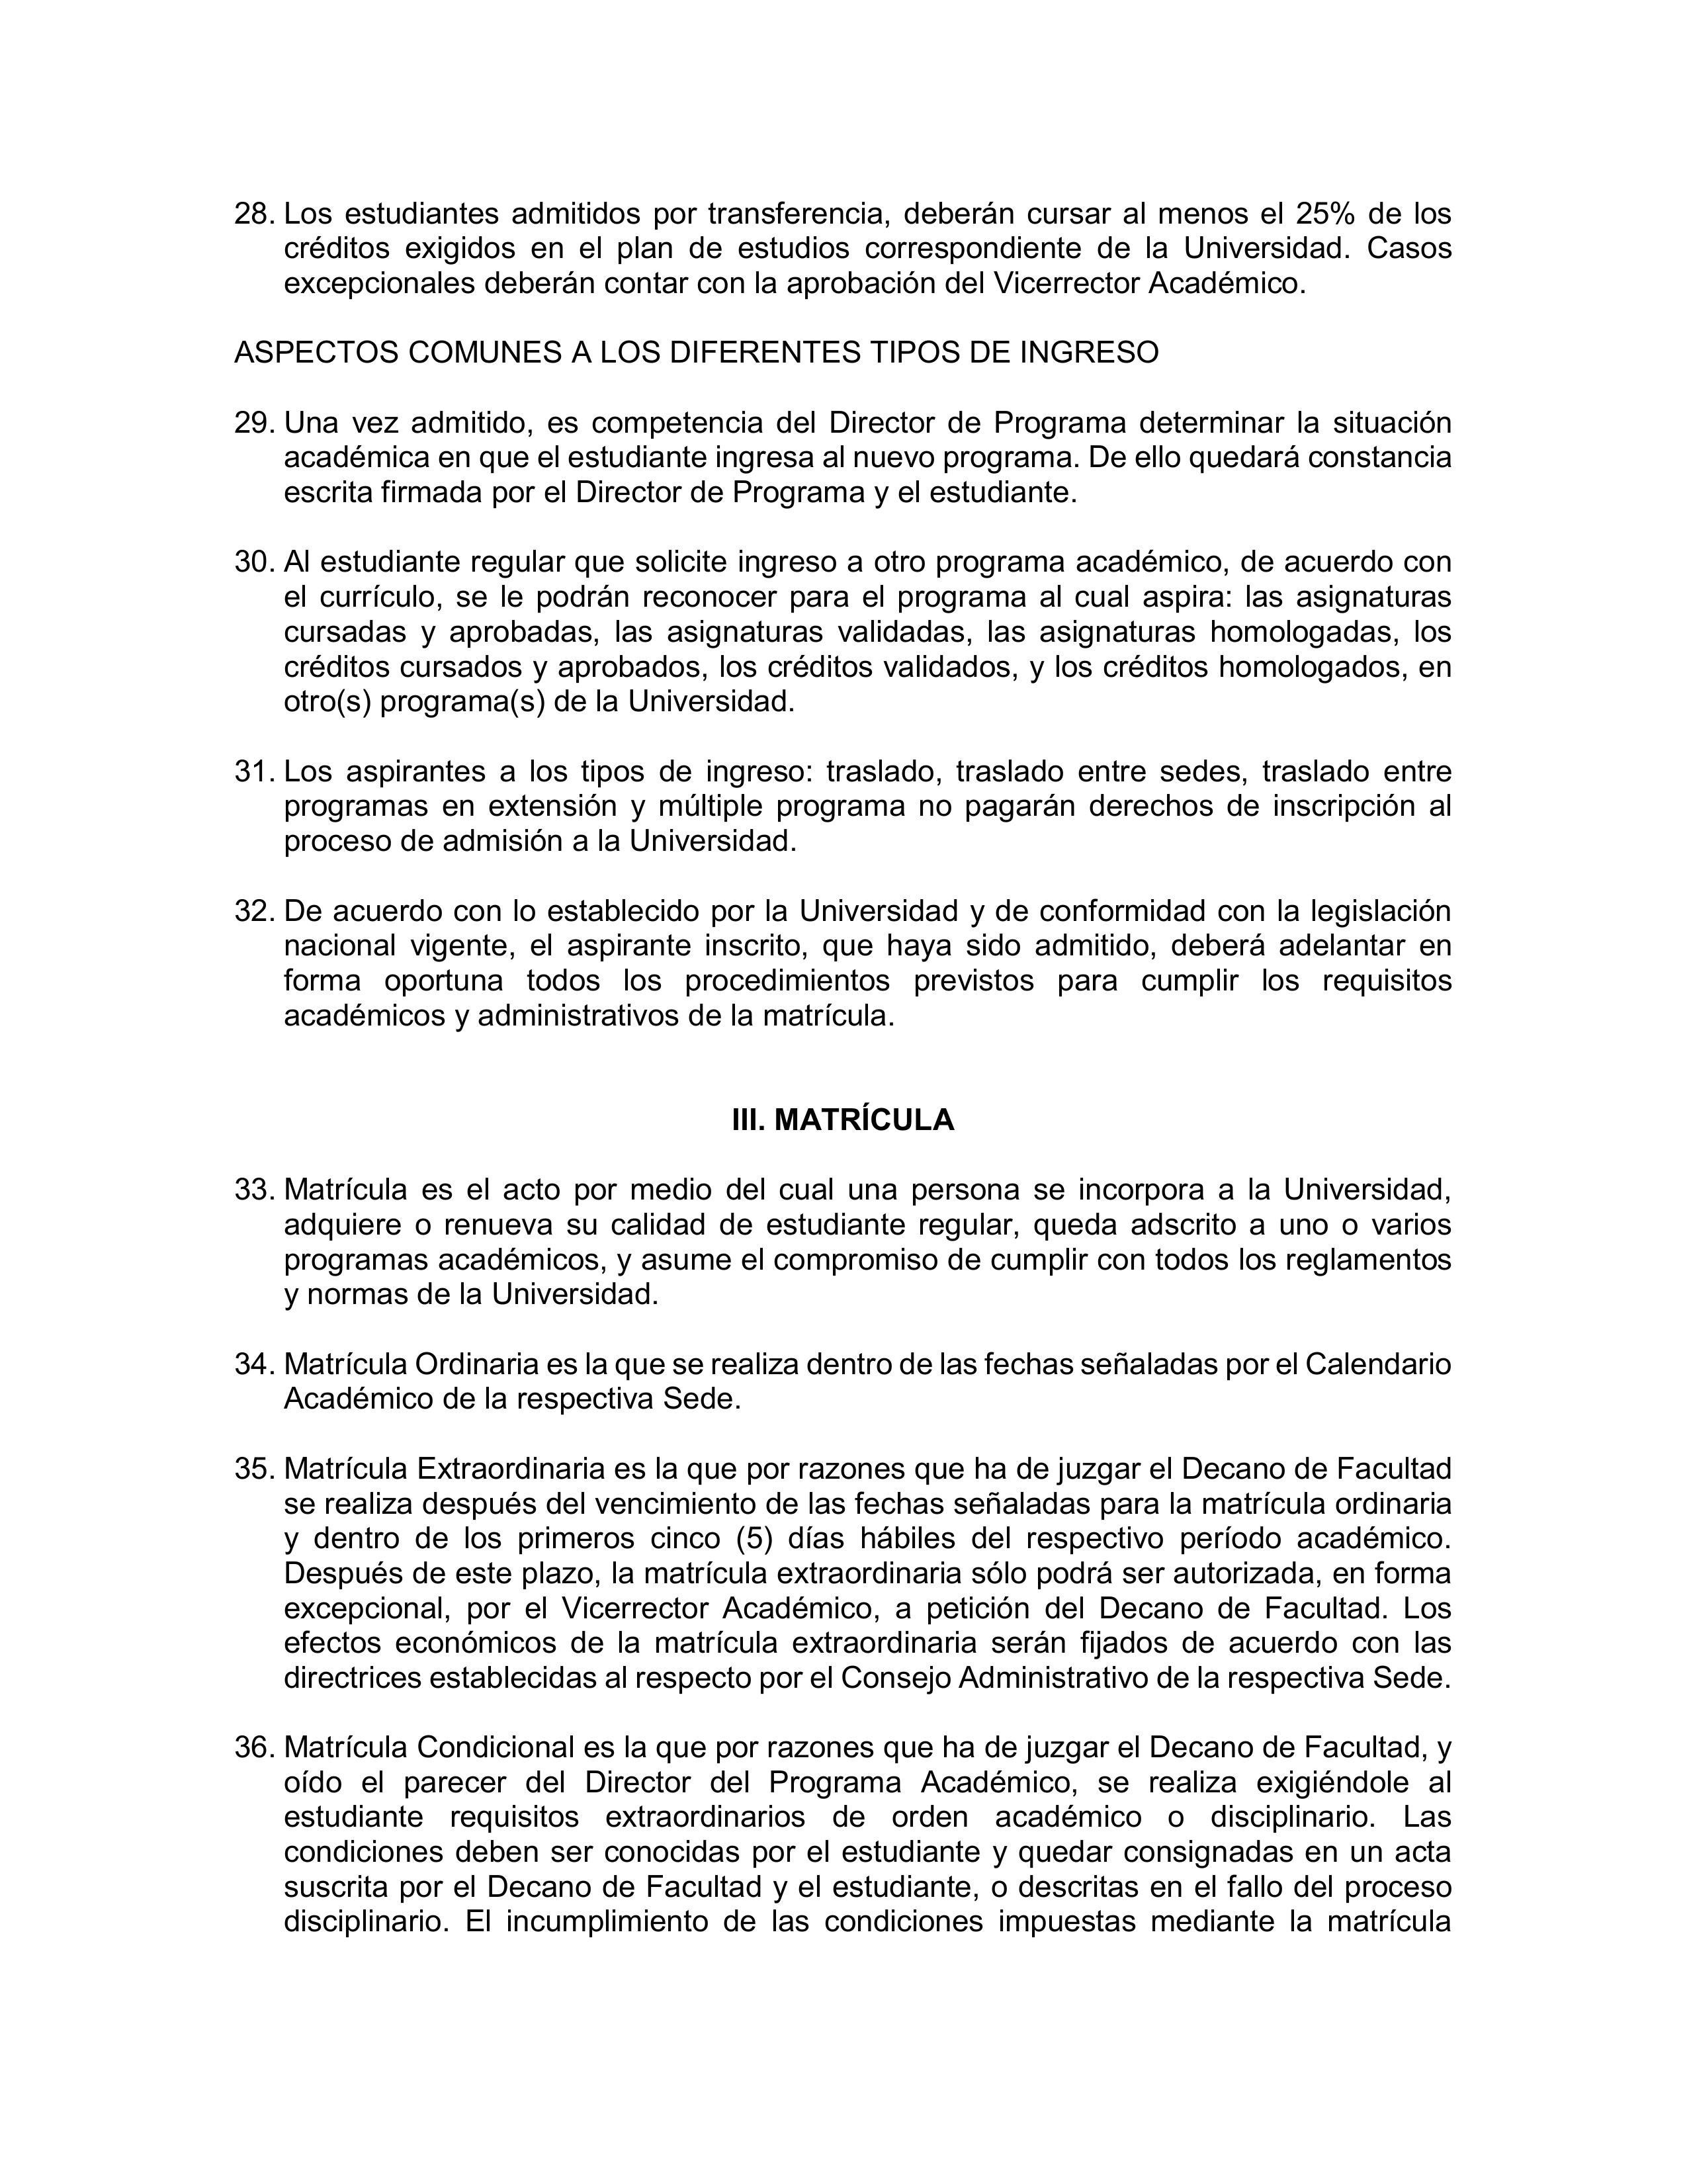 28. Los estudiantes admitidos por transferencia, deberán cursar al menos el 25% de los
créditos exigidos en el plan de estudios correspondiente de la Universidad. Casos
excepcionales deberán contar con la aprobación del Vicerrector Académico.
ASPECTOS COMUNES A LOS DIFERENTES TIPOS DE INGRESO
29. Una vez admitido, es competencia del Director de Programa determinar la situación
académica en que el estudiante ingresa al nuevo programa. De ello quedará constancia
escrita firmada por el Director de Programa y el estudiante.
30. Al estudiante regular que solicite ingreso a otro programa académico, de acuerdo con
el currículo, se le podrán reconocer para el programa al cual aspira: las asignaturas
cursadas y aprobadas, las asignaturas validadas, las asignaturas homologadas, los
créditos cursados y aprobados, los créditos validados, y los créditos homologados, en
otro(s) programa(s) de la Universidad.
31. Los aspirantes a los tipos de ingreso: traslado, traslado entre sedes, traslado entre
programas en extensión y múltiple programa no pagarán derechos de inscripción al
proceso de admisión a la Universidad.
32. De acuerdo con lo establecido por la Universidad y de conformidad con la legislación
nacional vigente, el aspirante inscrito, que haya sido admitido, deberá adelantar en
forma oportuna todos los procedimientos previstos para cumplir los requisitos
académicos y administrativos de la matrícula.
III. MATRÍCULA
33. Matrícula es el acto por medio del cual una persona se incorpora a la Universidad,
adquiere o renueva su calidad de estudiante regular, queda adscrito a uno o varios
programas académicos, y asume el compromiso de cumplir con todos los reglamentos
y normas de la Universidad.
34. Matrícula Ordinaria es la que se realiza dentro de las fechas señaladas por el Calendario
Académico de la respectiva Sede.
35. Matrícula Extraordinaria es la que por razones que ha de juzgar el Decano de Facultad
se realiza después del vencimiento de las fechas señaladas para la matrícula ordinaria
y dentro de los primeros cinco (5) días hábiles del respectivo período académico.
Después de este plazo, la matrícula extraordinaria sólo podrá ser autorizada, en forma
excepcional, por el Vicerrector Académico, a petición del Decano de Facultad. Los
efectos económicos de la matrícula extraordinaria serán fijados de acuerdo con las
directrices establecidas al respecto por el Consejo Administrativo de la respectiva Sede.
36. Matrícula Condicional es la que por razones que ha de juzgar el Decano de Facultad, y
oído el parecer del Director del Programa Académico, se realiza exigiéndole al
estudiante requisitos extraordinarios de orden académico o disciplinario. Las
condiciones deben ser conocidas por el estudiante y quedar consignadas en un acta
suscrita por el Decano de Facultad y el estudiante, o descritas en el fallo del proceso
disciplinario. El incumplimiento de las condiciones impuestas mediante la matrícula